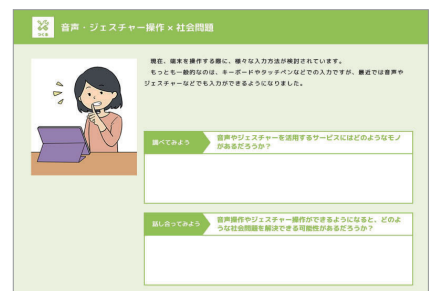 音声・ジェスチャー操作 × 社会問題
現在、端末を操作する際に、様々な入力方法が検討されています。
もっとも一般的なのは、キーボードやタッチペンなどでの入力ですが、最近では音声や
ジェスチャーなどでも入力ができるようになりました。
調べてみよう
音声やジェスチャーを活用するサービスにはどのようなモノ
があるだろうか？
話し合ってみよう
音声操作やジェスチャー操作ができるようになると、どのよ
うな社会問題を解決できる可能性があるだろうか？